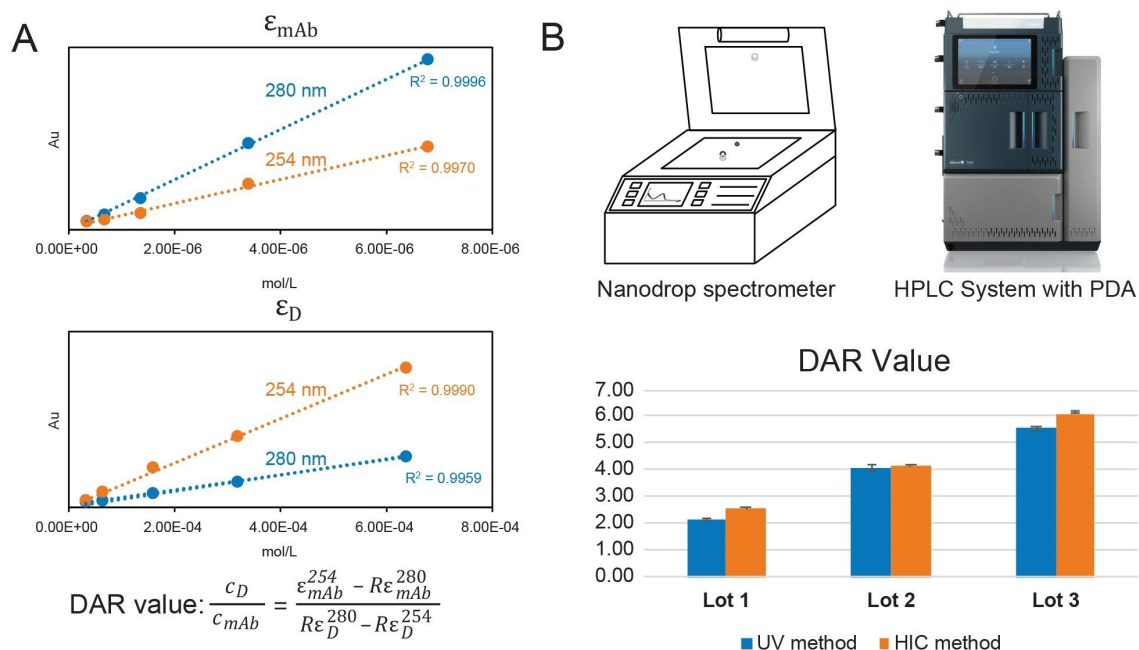 A
εmAb
280 nm
R² = 0.9996
254 nm
R² = 0.9970
Au
0.00E+00 2.00E-06 4.00E-06 6.00E-06 8.00E-06
mol/L
εD
254 nm
R² = 0.9990
280 nm
R² = 0.9959
Au
0.00E+00 2.00E-04 4.00E-04 6.00E-04 8.00E-04
mol/L
DAR value: c_D/c_mAb = (ε_mAb^254 − Rε_mAb^280)/(Rε_D^280 − Rε_D^254)
B
Nanodrop spectrometer
HPLC System with PDA
DAR Value
7.00
6.00
5.00
4.00
3.00
2.00
1.00
0.00
Lot 1 Lot 2 Lot 3
UV method HIC method